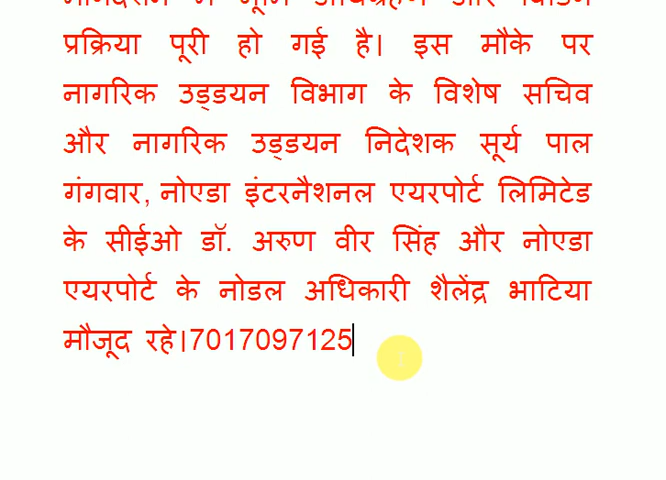 प्रक्रिया पूरी हो गई है। इस मौके पर
नागरिक उड्डयन विभाग के विशेष सचिव
और नागरिक उड्डयन निदेशक सूर्य पाल
गंगवार, नोएडा इंटरनैशनल एयरपोर्ट लिमिटेड
के सीईओ डॉ. अरुण वीर सिंह और नोएडा
एयरपोर्ट के नोडल अधिकारी शैलेंद्र भाटिया
मौजूद रहे।7017097125